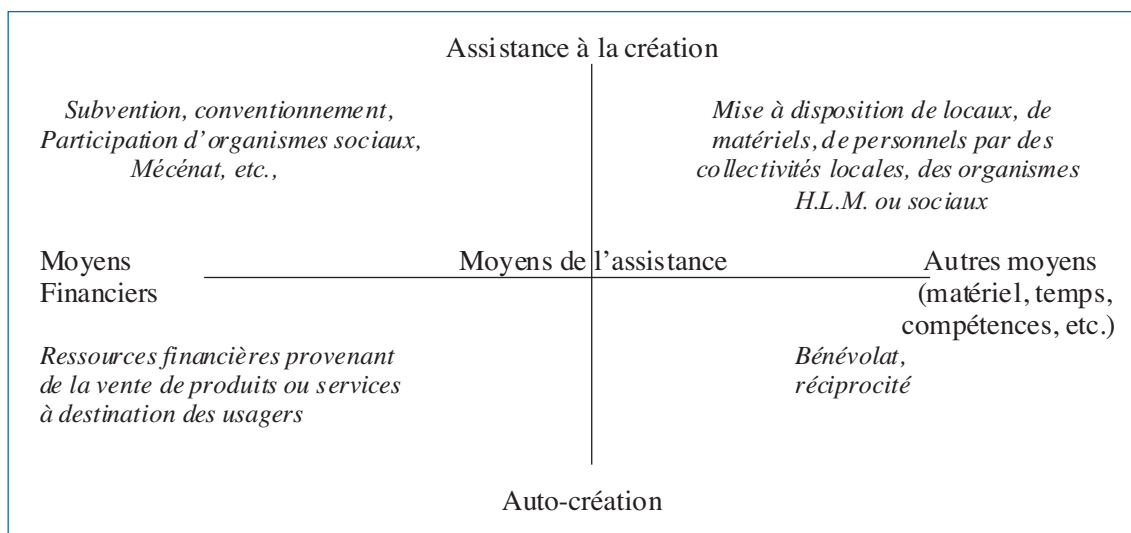 Assistance à la création
Subvention, conventionnement,
Participation d'organismes sociaux,
Mécénat, etc.,
Mise à disposition de locaux, de
matériels, de personnels par des
collectivités locales, des organismes
H.L.M. ou sociaux
Moyens
Financiers
Moyens de l'assistance
Autres moyens
(matériel, temps,
compétences, etc.)
Ressources financières provenant
de la vente de produits ou services
à destination des usagers
Bénévolat,
réciprocité
Auto-création